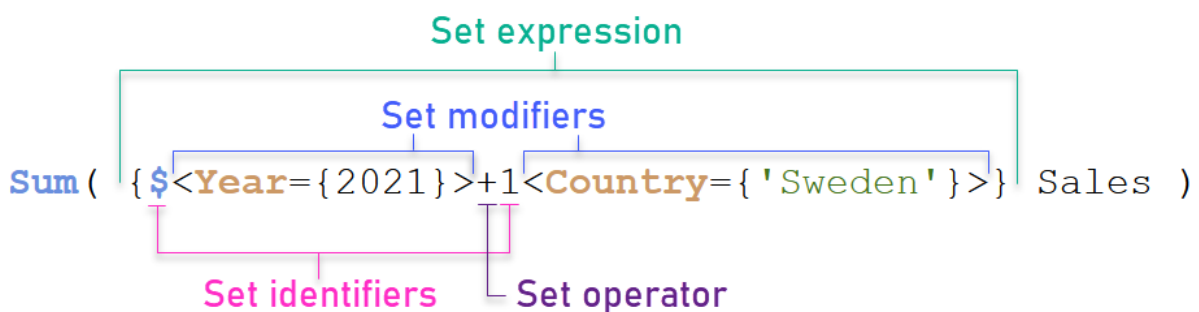 Set expression
Set modifiers
Sum( {$<Year={2021}>+1<Country={'Sweden'}>} Sales )
Set identifiers
Set operator